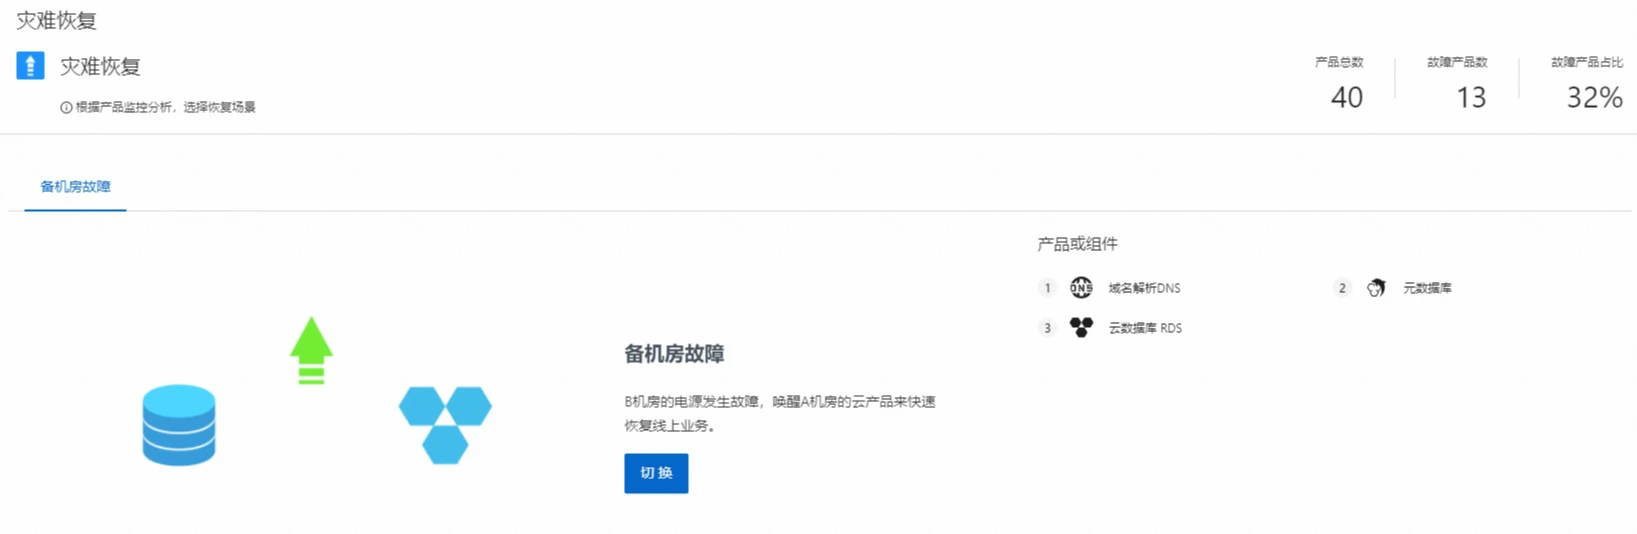 灾难恢复
灾难恢复
根据产品监控分析，选择恢复场景
产品总数
40
故障产品数
13
故障产品占比
32%
备机房故障
备机房故障
B机房的电源发生故障，唤醒A机房的云产品来快速
恢复线上业务。
切 换
产品或组件
1 DNS 域名解析DNS
2 元数据库
3 云数据库 RDS